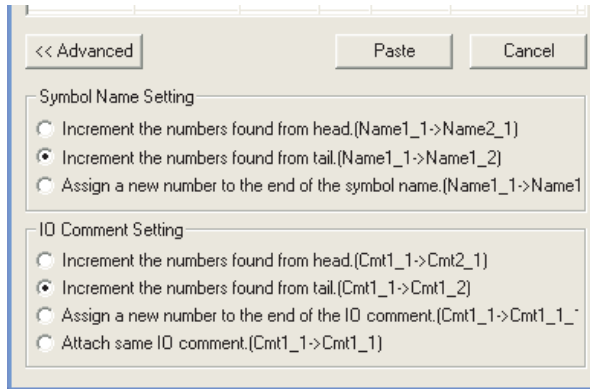 << Advanced
Paste
Cancel
Symbol Name Setting
Increment the numbers found from head.(Name1_1->Name2_1)
Increment the numbers found from tail.(Name1_1->Name1_2)
Assign a new number to the end of the symbol name.(Name1_1->Name1
IO Comment Setting
Increment the numbers found from head.(Cmt1_1->Cmt2_1)
Increment the numbers found from tail.(Cmt1_1->Cmt1_2)
Assign a new number to the end of the IO comment.(Cmt1_1->Cmt1_1_
Attach same IO comment.(Cmt1_1->Cmt1_1)